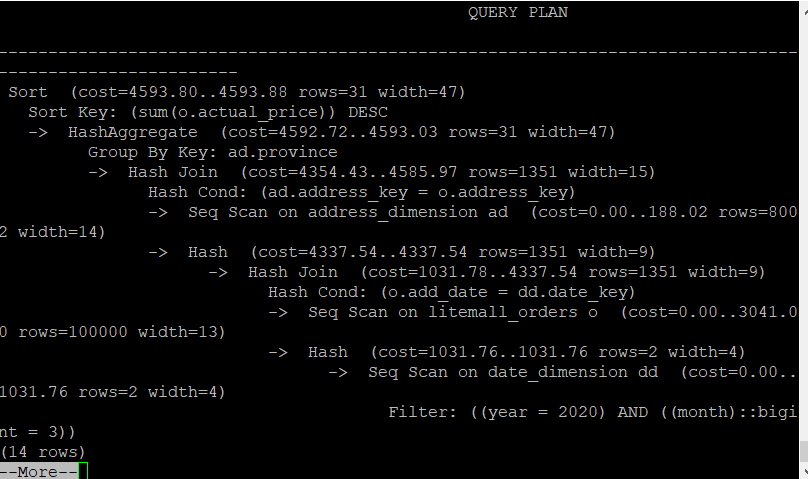 QUERY PLAN
--------------------------------------------------------------------------------
------------------------
Sort  (cost=4593.80..4593.88 rows=31 width=47)
Sort Key: (sum(o.actual_price)) DESC
->  HashAggregate  (cost=4592.72..4593.03 rows=31 width=47)
Group By Key: ad.province
->  Hash Join  (cost=4354.43..4585.97 rows=1351 width=15)
Hash Cond: (ad.address_key = o.address_key)
->  Seq Scan on address_dimension ad  (cost=0.00..188.02 rows=800
2 width=14)
->  Hash  (cost=4337.54..4337.54 rows=1351 width=9)
->  Hash Join  (cost=1031.78..4337.54 rows=1351 width=9)
Hash Cond: (o.add_date = dd.date_key)
->  Seq Scan on litemall_orders o  (cost=0.00..3041.0
0 rows=100000 width=13)
->  Hash  (cost=1031.76..1031.76 rows=2 width=4)
->  Seq Scan on date_dimension dd  (cost=0.00..
1031.76 rows=2 width=4)
Filter: ((year = 2020) AND ((month)::bigi
nt = 3))
(14 rows)
--More--